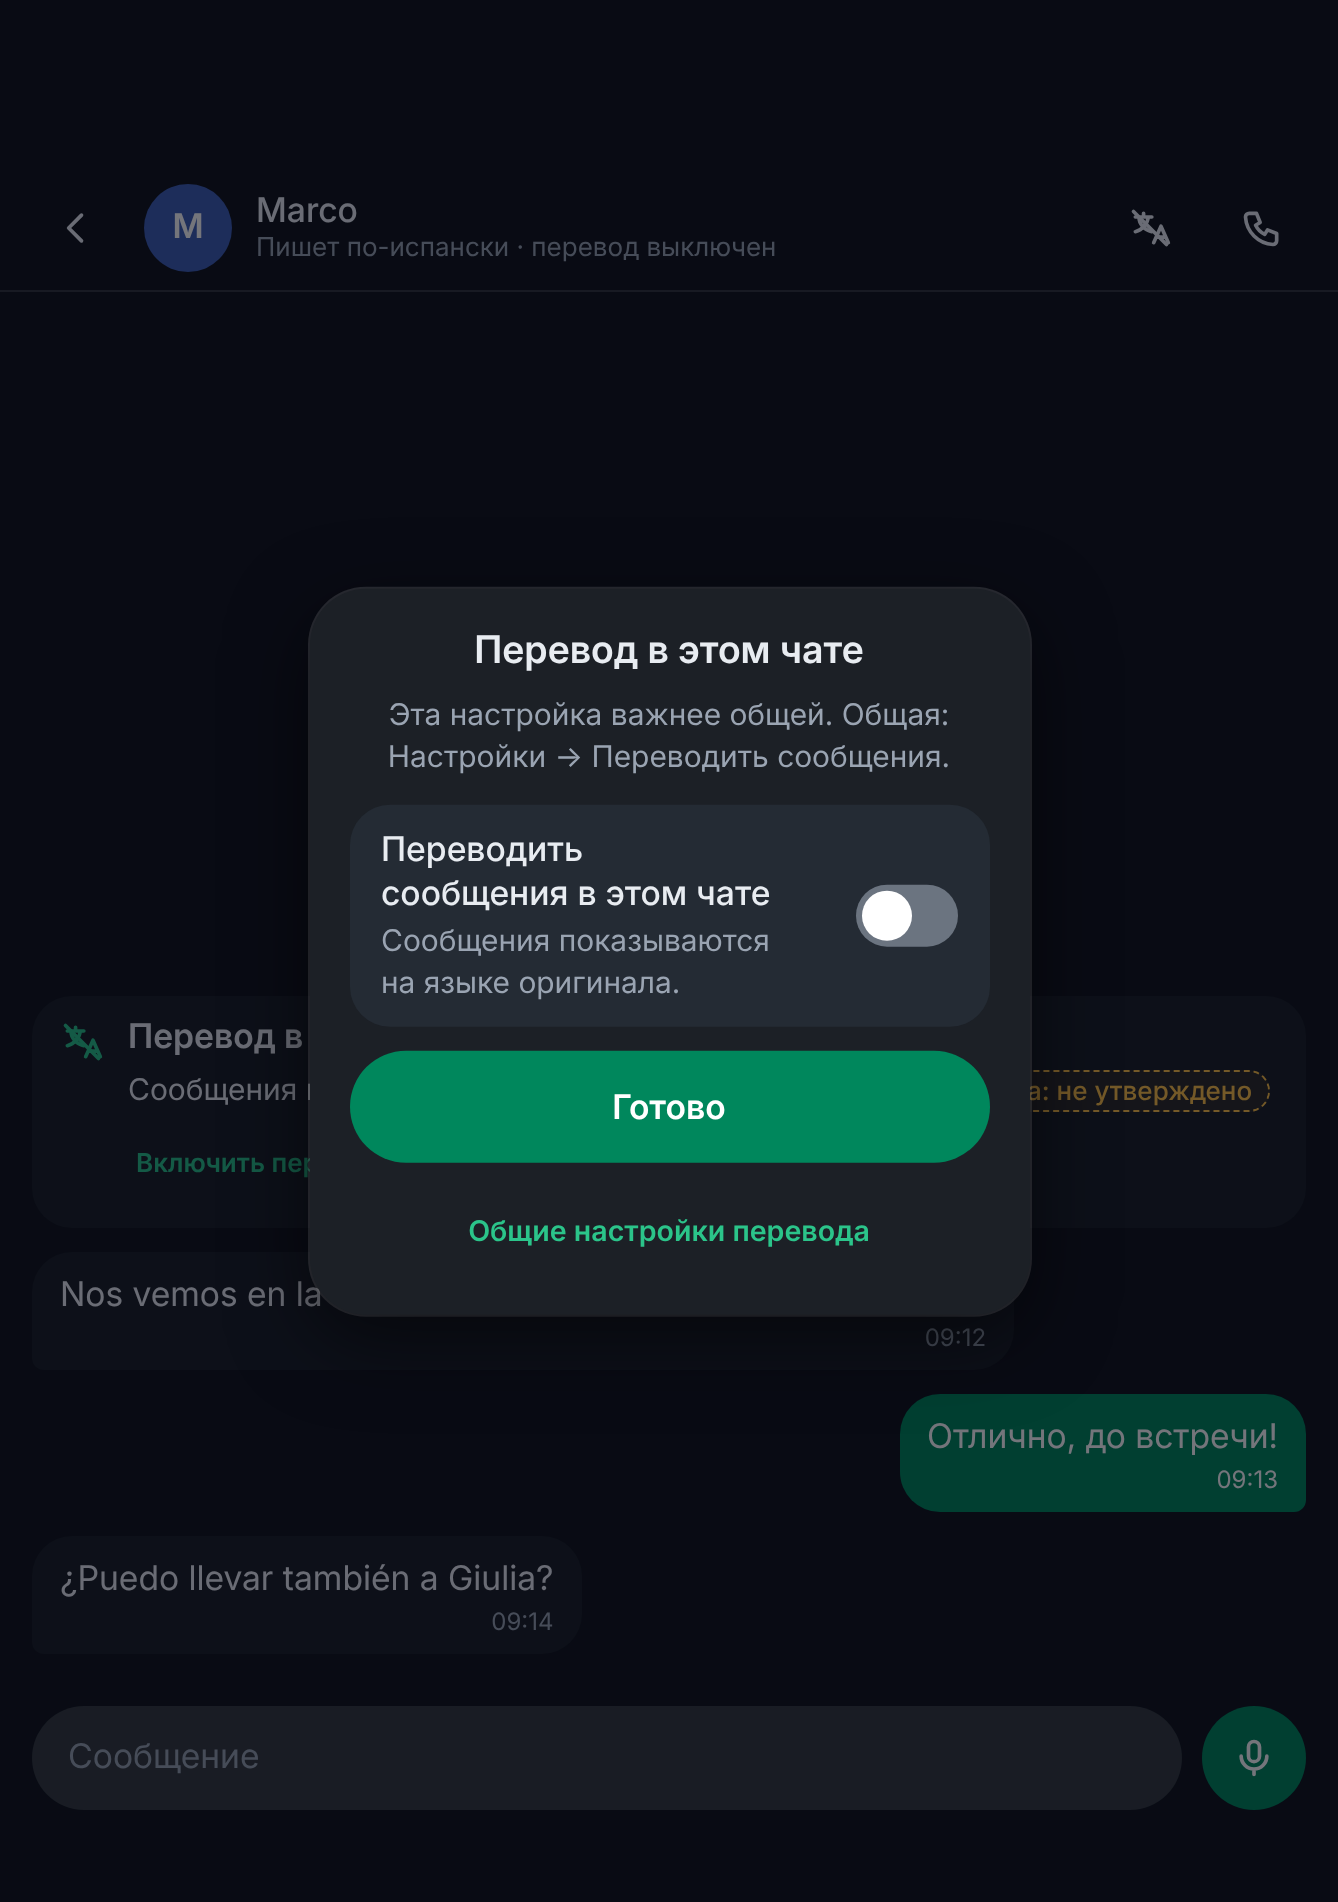 M
Marco
Пишет по-испански · перевод выключен
Перевод в этом чате
Эта настройка важнее общей. Общая:
Настройки → Переводить сообщения.
Переводить
сообщения в этом чате
Сообщения показываются
на языке оригинала.
Готово
Общие настройки перевода
Перевод в
Сообщения
не утверждено
Включить
Nos vemos en la
09:12
Отлично, до встречи!
09:13
¿Puedo llevar también a Giulia?
09:14
Сообщение